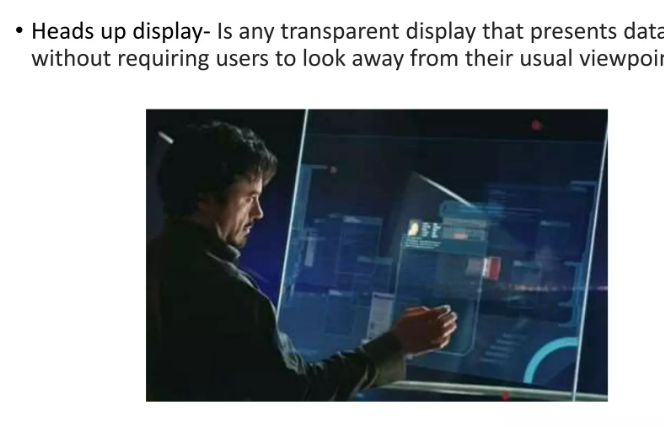 • Heads up display- Is any transparent display that presents data
without requiring users to look away from their usual